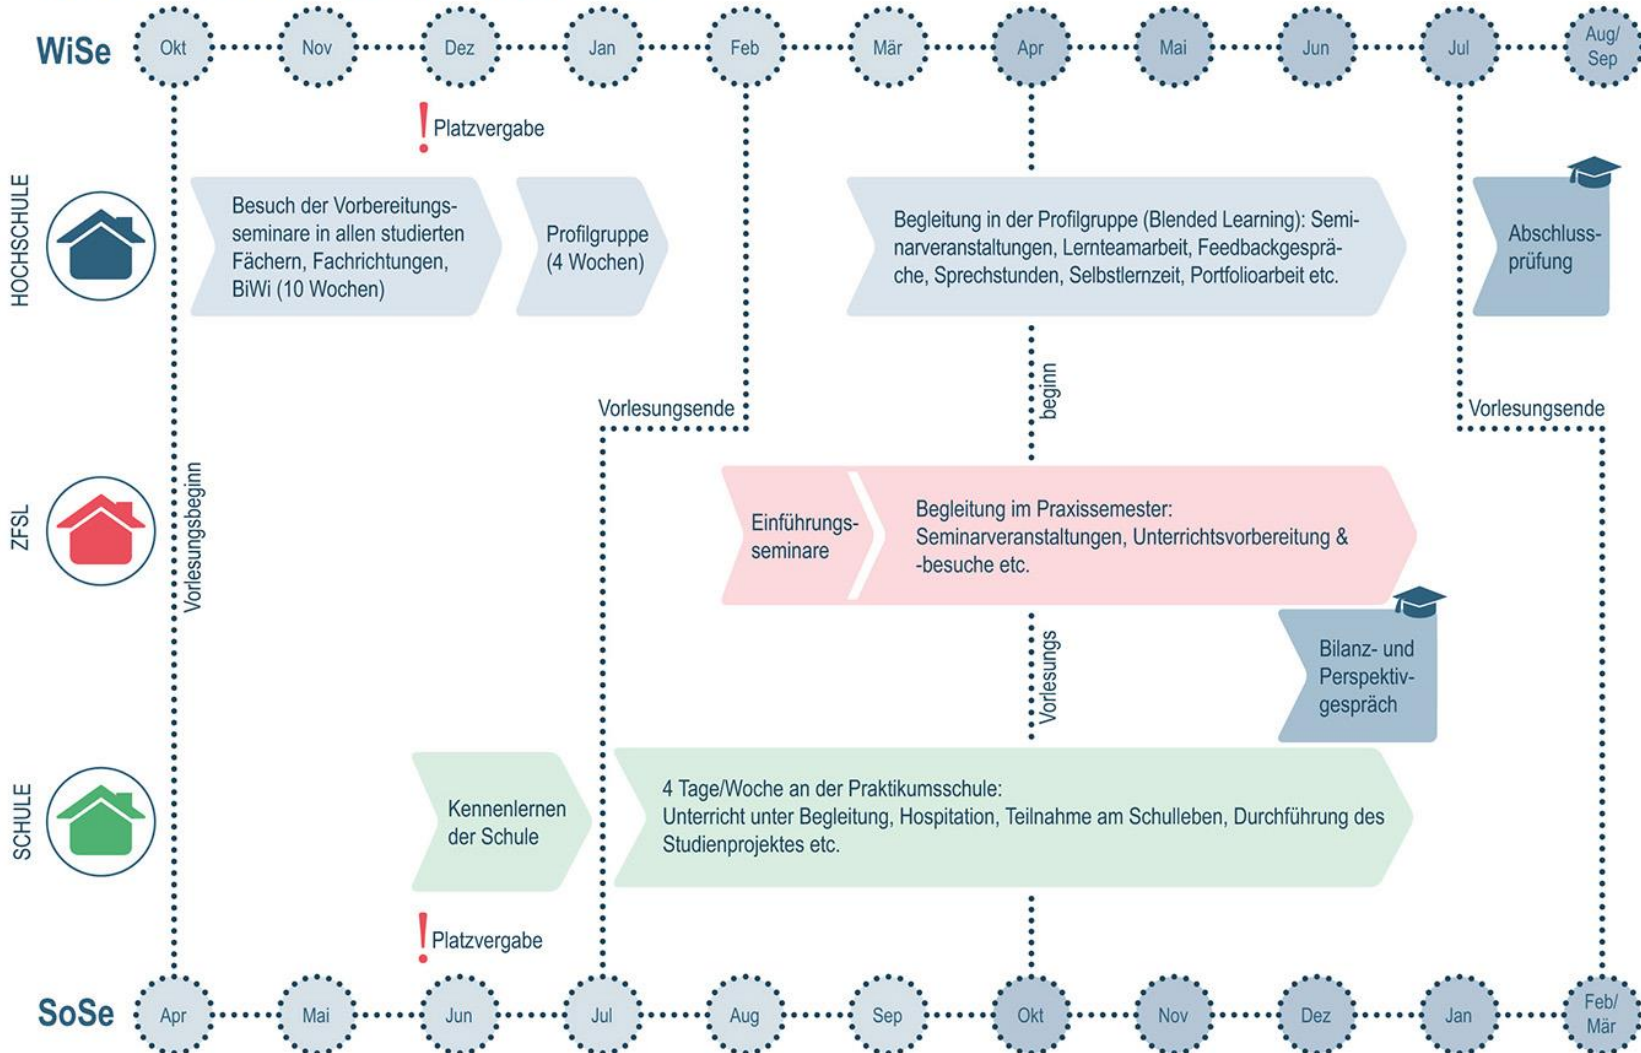 WiSe
Okt
Nov
Dez
Jan
Feb
Mär
Apr
Mai
Jun
Jul
Aug/
Sep
! Platzvergabe
HOCHSCHULE
Besuch der Vorbereitungs-
seminare in allen studierten
Fächern, Fachrichtungen,
BiWi (10 Wochen)
Profilgruppe
(4 Wochen)
Begleitung in der Profilgruppe (Blended Learning): Semi-
narveranstaltungen, Lernteamarbeit, Feedbackgesprä-
che, Sprechstunden, Selbstlernzeit, Portfolioarbeit etc.
Abschluss-
prüfung
Vorlesungsende
beginn
Vorlesungsende
Vorlesungsbeginn
ZFSL
Einführungs-
seminare
Begleitung im Praxissemester:
Seminarveranstaltungen, Unterrichtsvorbereitung &
-besuche etc.
Vorlesungs
Bilanz- und
Perspektiv-
gespräch
SCHULE
Kennenlernen
der Schule
4 Tage/Woche an der Praktikumsschule:
Unterricht unter Begleitung, Hospitation, Teilnahme am Schulleben, Durchführung des
Studienprojektes etc.
! Platzvergabe
SoSe
Apr
Mai
Jun
Jul
Aug
Sep
Okt
Nov
Dez
Jan
Feb/
Mär